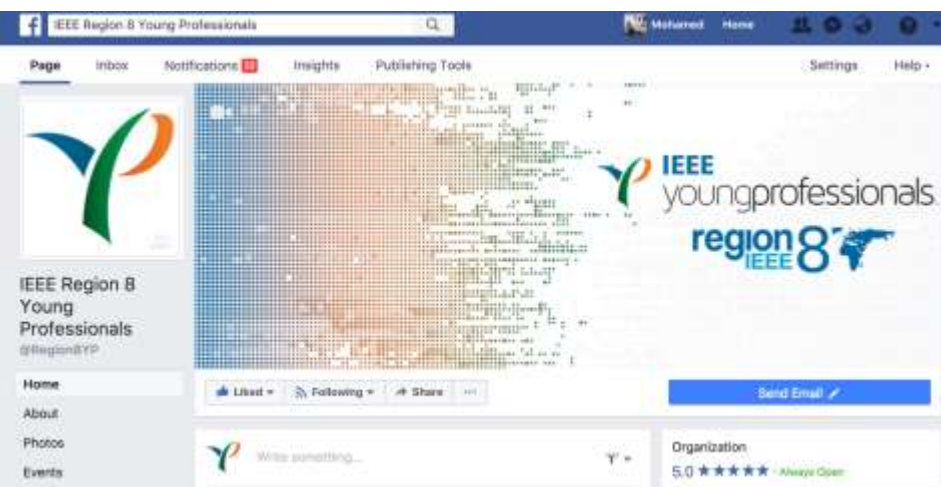 IEEE Region 8 Young Professionals
Mohamed Home
Page Inbox Notifications Insights Publishing Tools Settings Help
IEEE
youngprofessionals
region 8
IEEE
IEEE Region 8
Young
Professionals
@Region8YP
Home
About
Photos
Events
Liked Following Share ...
Send Email
Write something...
Organization
5.0 ★★★★★ · Always Open